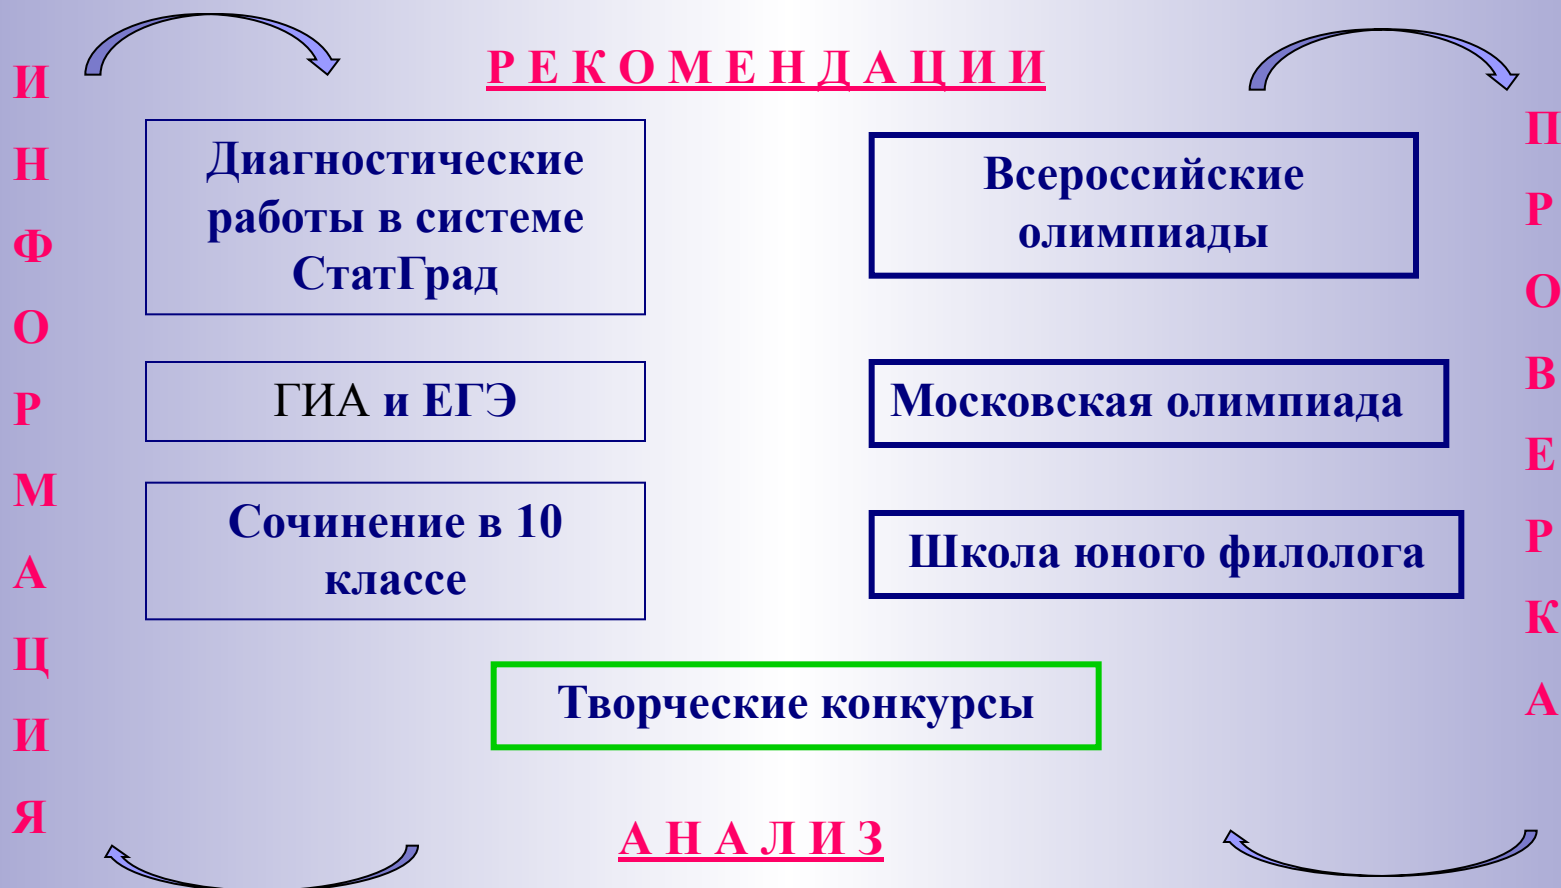 РЕКОМЕНДАЦИИ
ИНФОРМАЦИЯ
Диагностические
работы в системе
СтатГрад
ГИА и ЕГЭ
Сочинение в 10
классе
Всероссийские
олимпиады
Московская олимпиада
Школа юного филолога
Творческие конкурсы
ПРОВЕРКА
АНАЛИЗ